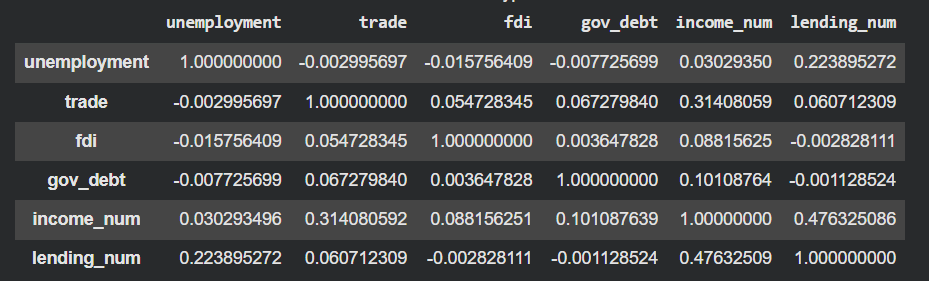 unemployment trade fdi gov_debt income_num lending_num
unemployment 1.000000000 -0.002995697 -0.015756409 -0.007725699 0.03029350 0.223895272
trade -0.002995697 1.000000000 0.054728345 0.067279840 0.31408059 0.060712309
fdi -0.015756409 0.054728345 1.000000000 0.003647828 0.08815625 -0.002828111
gov_debt -0.007725699 0.067279840 0.003647828 1.000000000 0.10108764 -0.001128524
income_num 0.030293496 0.314080592 0.088156251 0.101087639 1.00000000 0.476325086
lending_num 0.223895272 0.060712309 -0.002828111 -0.001128524 0.47632509 1.000000000